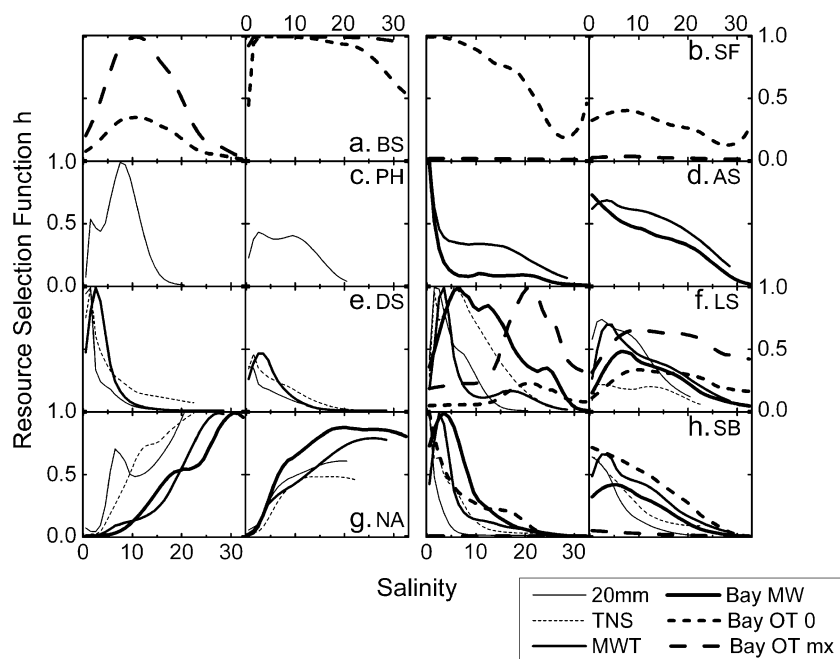 0 10 20 30 0 10 20 30
a. BS
b. SF 1.0
0.5
0.0
1.0 c. PH
0.5
0.0
d. AS
e. DS
f. LS 1.0
0.5
0.0
1.0
0.5
0.0
g. NA
h. SB
0 10 20 30 0 10 20 30
Resource Selection Function h
Salinity
20mm Bay MW
TNS Bay OT 0
MWT Bay OT mx